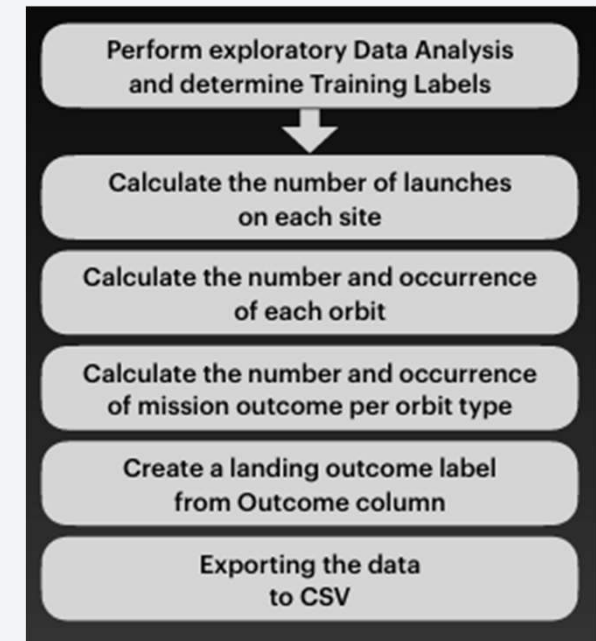 Perform exploratory Data Analysis
and determine Training Labels
Calculate the number of launches
on each site
Calculate the number and occurrence
of each orbit
Calculate the number and occurrence
of mission outcome per orbit type
Create a landing outcome label
from Outcome column
Exporting the data
to CSV